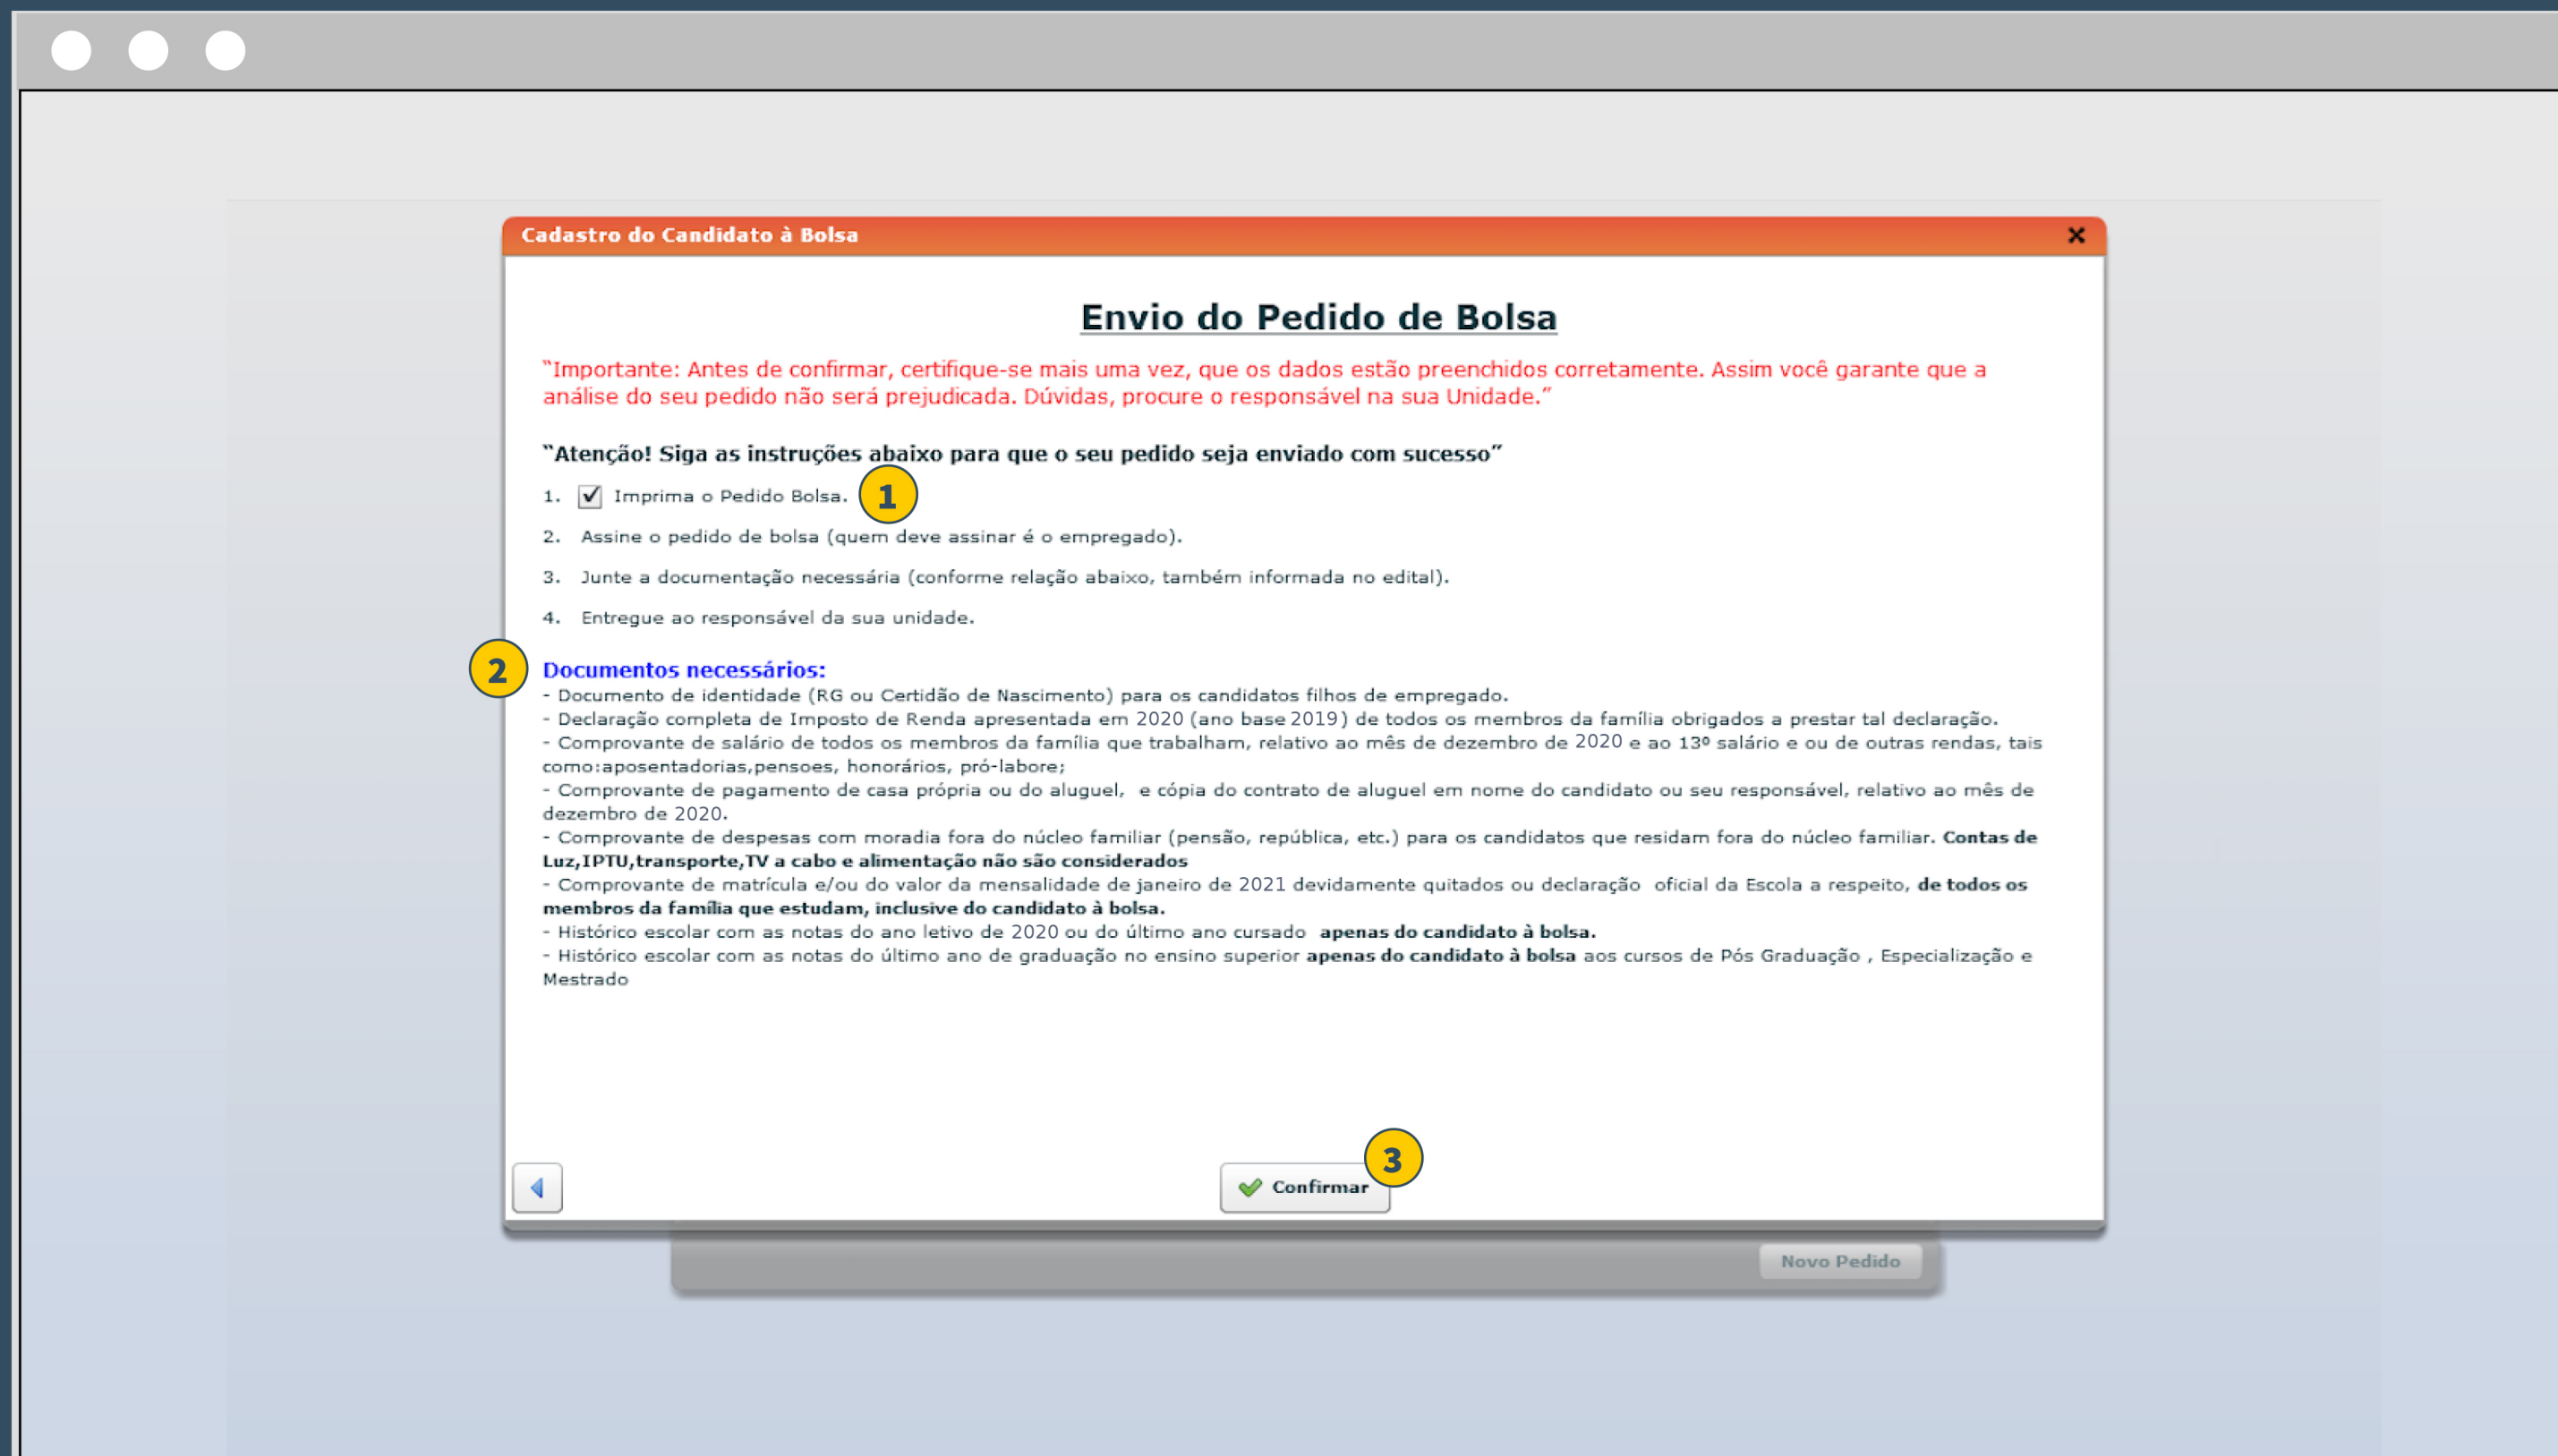 Cadastro do Candidato à Bolsa
Envio do Pedido de Bolsa
“Importante: Antes de confirmar, certifique-se mais uma vez, que os dados estão preenchidos corretamente. Assim você garante que a
análise do seu pedido não será prejudicada. Dúvidas, procure o responsável na sua Unidade.”
“Atenção! Siga as instruções abaixo para que o seu pedido seja enviado com sucesso”
1. Imprima o Pedido Bolsa. 1
2. Assine o pedido de bolsa (quem deve assinar é o empregado).
3. Junte a documentação necessária (conforme relação abaixo, também informada no edital).
4. Entregue ao responsável da sua unidade.
2 Documentos necessários:
- Documento de identidade (RG ou Certidão de Nascimento) para os candidatos filhos de empregado.
- Declaração completa de Imposto de Renda apresentada em 2020 (ano base 2019) de todos os membros da família obrigados a prestar tal declaração.
- Comprovante de salário de todos os membros da família que trabalham, relativo ao mês de dezembro de 2020 e ao 13º salário e ou de outras rendas, tais
como:aposentadorias,pensoes, honorários, pró-labore;
- Comprovante de pagamento de casa própria ou do aluguel, e cópia do contrato de aluguel em nome do candidato ou seu responsável, relativo ao mês de
dezembro de 2020.
- Comprovante de despesas com moradia fora do núcleo familiar (pensão, república, etc.) para os candidatos que residam fora do núcleo familiar. Contas de
Luz,IPTU,transporte,TV a cabo e alimentação não são considerados
- Comprovante de matrícula e/ou do valor da mensalidade de janeiro de 2021 devidamente quitados ou declaração oficial da Escola a respeito, de todos os
membros da família que estudam, inclusive do candidato à bolsa.
- Histórico escolar com as notas do ano letivo de 2020 ou do último ano cursado apenas do candidato à bolsa.
- Histórico escolar com as notas do último ano de graduação no ensino superior apenas do candidato à bolsa aos cursos de Pós Graduação , Especialização e
Mestrado
3
Confirmar
Novo Pedido